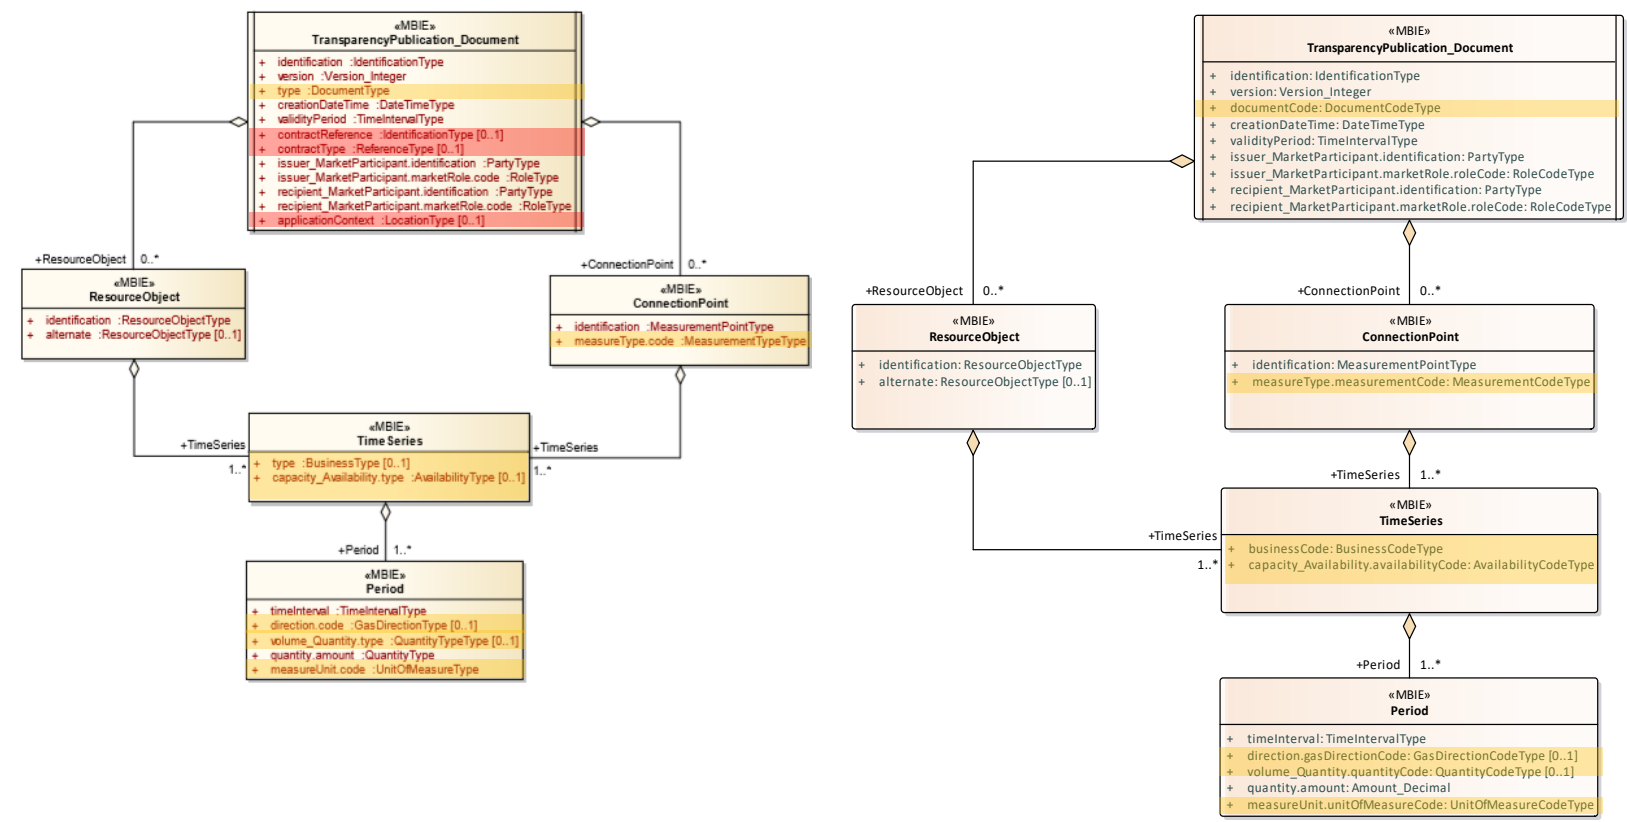 «MBIE»
TransparencyPublication_Document
+ identification :IdentificationType
+ version :Version_Integer
+ type :DocumentType
+ creationDateTime :DateTimeType
+ validityPeriod :TimeIntervalType
+ contractReference :IdentificationType [0..1]
+ contractType :ReferenceType [0..1]
+ issuer_MarketParticipant.identification :PartyType
+ issuer_MarketParticipant.marketRole.code :RoleType
+ recipient_MarketParticipant.identification :PartyType
+ recipient_MarketParticipant.marketRole.code :RoleType
+ applicationContext :LocationType [0..1]
+ResourceObject 0..*
+ConnectionPoint 0..*
«MBIE»
ResourceObject
+ identification :ResourceObjectType
+ alternate :ResourceObjectType [0..1]
«MBIE»
ConnectionPoint
+ identification :MeasurementPointType
+ measureType.code :MeasurementTypeType
+TimeSeries
1..*
+TimeSeries
1..*
«MBIE»
TimeSeries
+ type :BusinessType [0..1]
+ capacity_Availability.type :AvailabilityType [0..1]
+Period 1..*
«MBIE»
Period
+ timeInterval :TimeIntervalType
+ direction.code :GasDirectionType [0..1]
+ volume_Quantity.type :QuantityTypeType [0..1]
+ quantity.amount :QuantityType
+ measureUnit.code :UnitOfMeasureType
«MBIE»
TransparencyPublication_Document
+ identification: IdentificationType
+ version: Version_Integer
+ documentCode: DocumentCodeType
+ creationDateTime: DateTimeType
+ validityPeriod: TimeIntervalType
+ issuer_MarketParticipant.identification: PartyType
+ issuer_MarketParticipant.marketRole.roleCode: RoleCodeType
+ recipient_MarketParticipant.identification: PartyType
+ recipient_MarketParticipant.marketRole.roleCode: RoleCodeType
+ResourceObject 0..*
+ConnectionPoint 0..*
«MBIE»
ResourceObject
+ identification: ResourceObjectType
+ alternate: ResourceObjectType [0..1]
«MBIE»
ConnectionPoint
+ identification: MeasurementPointType
+ measureType.measurementCode: MeasurementCodeType
+TimeSeries 1..*
+TimeSeries
1..*
«MBIE»
TimeSeries
+ businessCode: BusinessCodeType
+ capacity_Availability.availabilityCode: AvailabilityCodeType
+Period 1..*
«MBIE»
Period
+ timeInterval: TimeIntervalType
+ direction.gasDirectionCode: GasDirectionCodeType [0..1]
+ volume_Quantity.quantityCode: QuantityCodeType [0..1]
+ quantity.amount: Amount_Decimal
+ measureUnit.unitOfMeasureCode: UnitOfMeasureCodeType